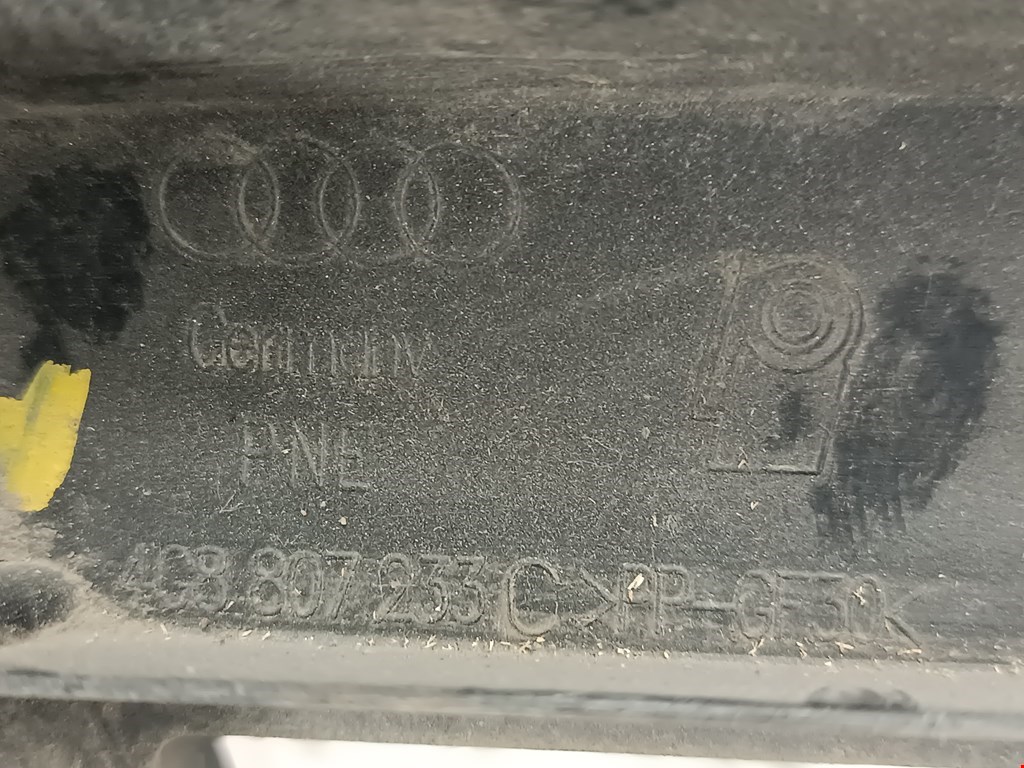 Germany
PNE
4G8 807 233 C >PP-GF30<